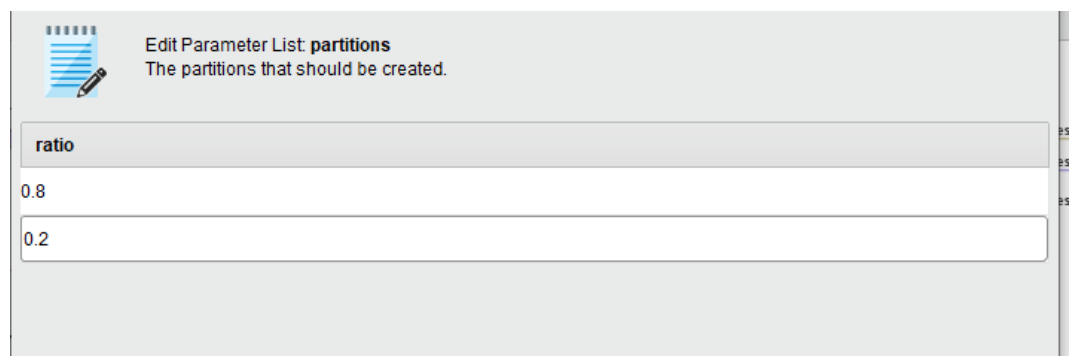 Edit Parameter List: partitions
The partitions that should be created.
ratio
0.8
0.2